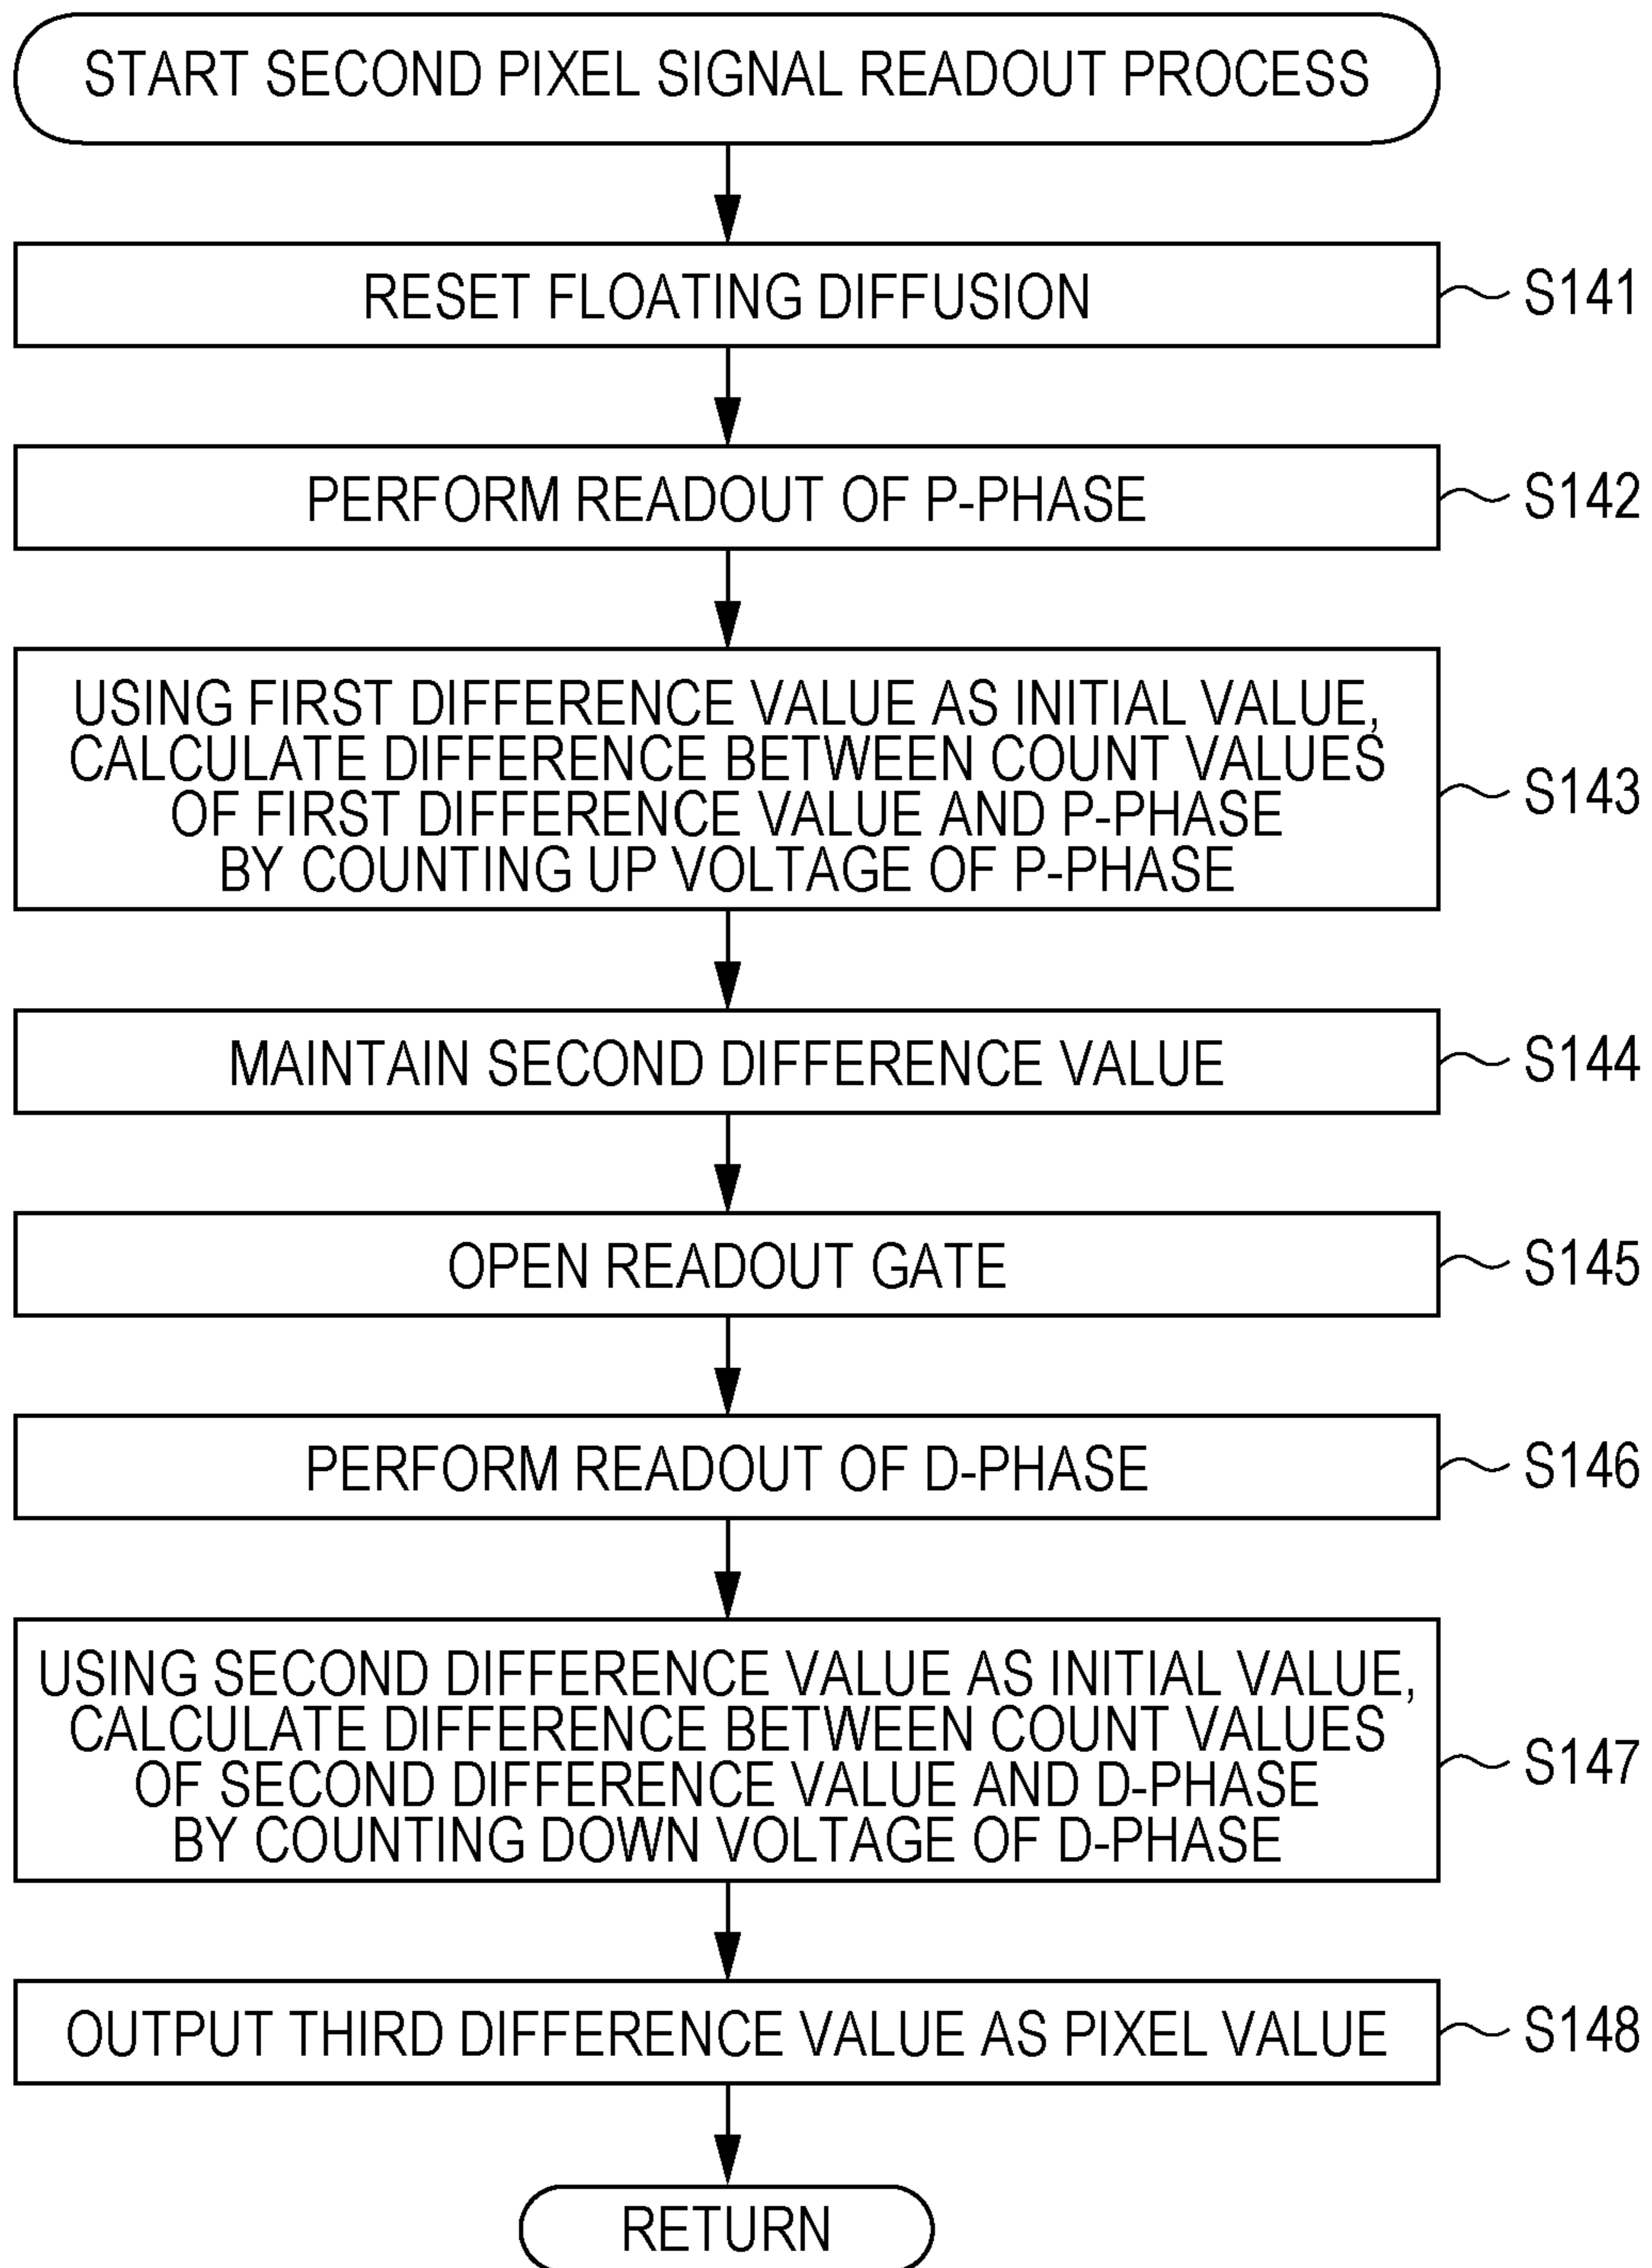 START SECOND PIXEL SIGNAL READOUT PROCESS
RESET FLOATING DIFFUSION
S141
PERFORM READOUT OF P-PHASE
S142
USING FIRST DIFFERENCE VALUE AS INITIAL VALUE,
CALCULATE DIFFERENCE BETWEEN COUNT VALUES
OF FIRST DIFFERENCE VALUE AND P-PHASE
BY COUNTING UP VOLTAGE OF P-PHASE
S143
MAINTAIN SECOND DIFFERENCE VALUE
S144
OPEN READOUT GATE
S145
PERFORM READOUT OF D-PHASE
S146
USING SECOND DIFFERENCE VALUE AS INITIAL VALUE,
CALCULATE DIFFERENCE BETWEEN COUNT VALUES
OF SECOND DIFFERENCE VALUE AND D-PHASE
BY COUNTING DOWN VOLTAGE OF D-PHASE
S147
OUTPUT THIRD DIFFERENCE VALUE AS PIXEL VALUE
S148
RETURN